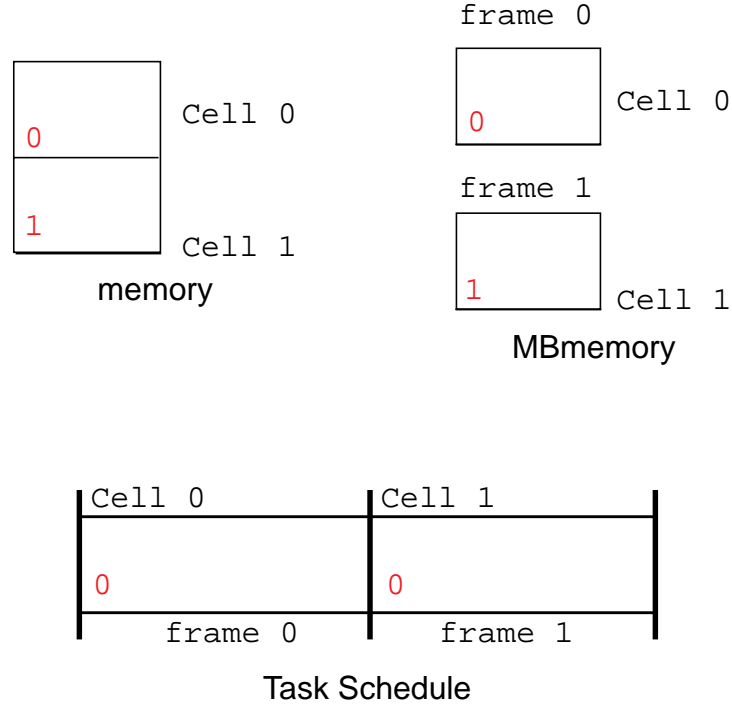 Cell 0
0
1
Cell 1
memory
frame 0
Cell 0
0
frame 1
1
Cell 1
MBmemory
Cell 0
Cell 1
0
0
frame 0
frame 1
Task Schedule